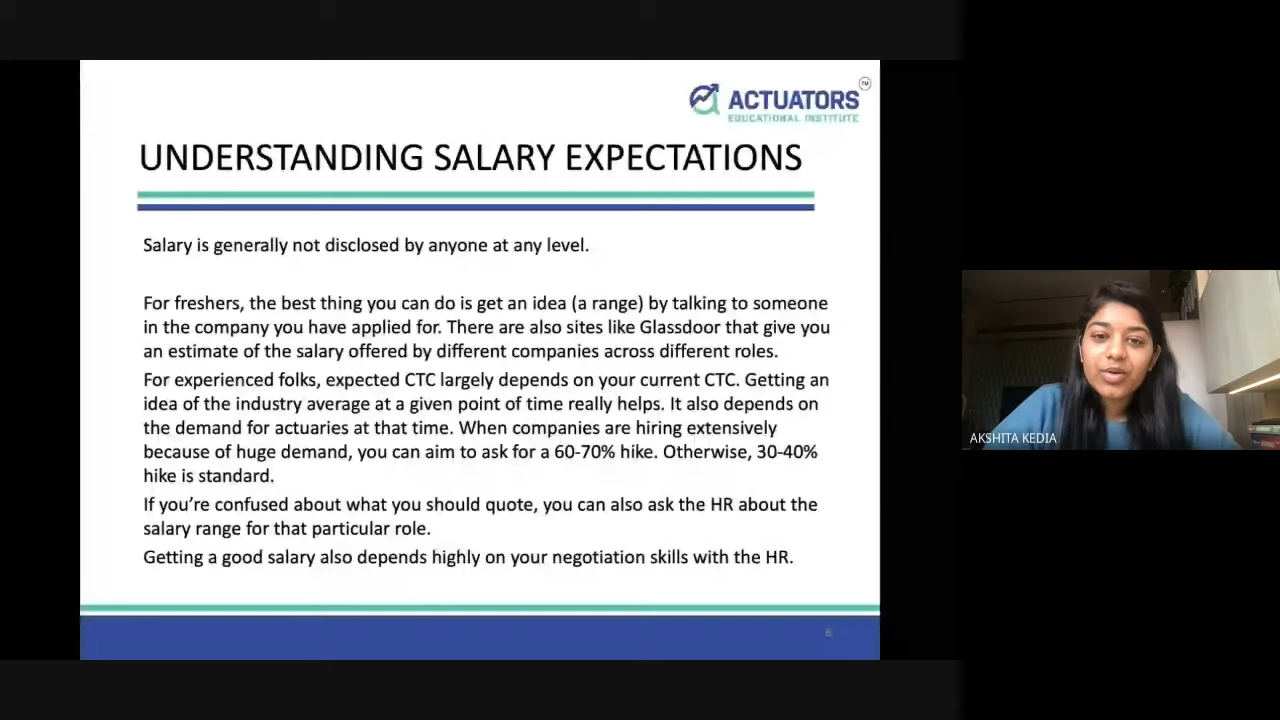 ACTUATORS
TM
EDUCATIONAL INSTITUTE
UNDERSTANDING SALARY EXPECTATIONS
Salary is generally not disclosed by anyone at any level.
For freshers, the best thing you can do is get an idea (a range) by talking to someone
in the company you have applied for. There are also sites like Glassdoor that give you
an estimate of the salary offered by different companies across different roles.
For experienced folks, expected CTC largely depends on your current CTC. Getting an
idea of the industry average at a given point of time really helps. It also depends on
the demand for actuaries at that time. When companies are hiring extensively
because of huge demand, you can aim to ask for a 60-70% hike. Otherwise, 30-40%
hike is standard.
If you’re confused about what you should quote, you can also ask the HR about the
salary range for that particular role.
Getting a good salary also depends highly on your negotiation skills with the HR.
AKSHITA KEDIA